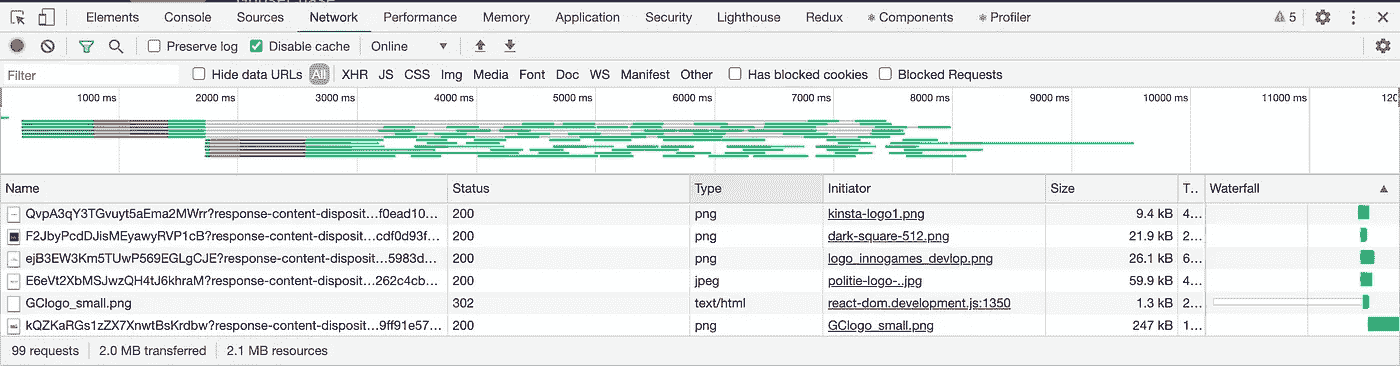 Elements Console Sources Network Performance Memory Application Security Lighthouse Redux Components Profiler 5
Preserve log Disable cache Online
Filter Hide data URLs All XHR JS CSS Img Media Font Doc WS Manifest Other Has blocked cookies Blocked Requests
1000 ms 2000 ms 3000 ms 4000 ms 5000 ms 6000 ms 7000 ms 8000 ms 9000 ms 10000 ms 11000 ms 120
Name Status Type Initiator Size T... Waterfall
QvpA3qY3TGvuyt5aEma2MWrr?response-content-disposit...f0ead10... 200 png kinsta-logo1.png 9.4 kB 4...
F2JbyPcdDJisMEyawyRVP1cB?response-content-disposit...cdf0d93f... 200 png dark-square-512.png 21.9 kB 2...
ejB3EW3Km5TUwP569EGLgCJE?response-content-disposit...5983d... 200 png logo_innogames_devlop.png 26.1 kB 6...
E6eVt2XbMSJwzQH4tJ6khraM?response-content-disposit...262c4cb... 200 jpeg politie-logo-..jpg 59.9 kB 4...
GClogo_small.png 302 text/html react-dom.development.js:1350 1.3 kB 2...
kQZKaRGs1zZX7XnwtBsKrdbw?response-content-disposit...9ff91e57... 200 png GClogo_small.png 247 kB 1...
99 requests 2.0 MB transferred 2.1 MB resources